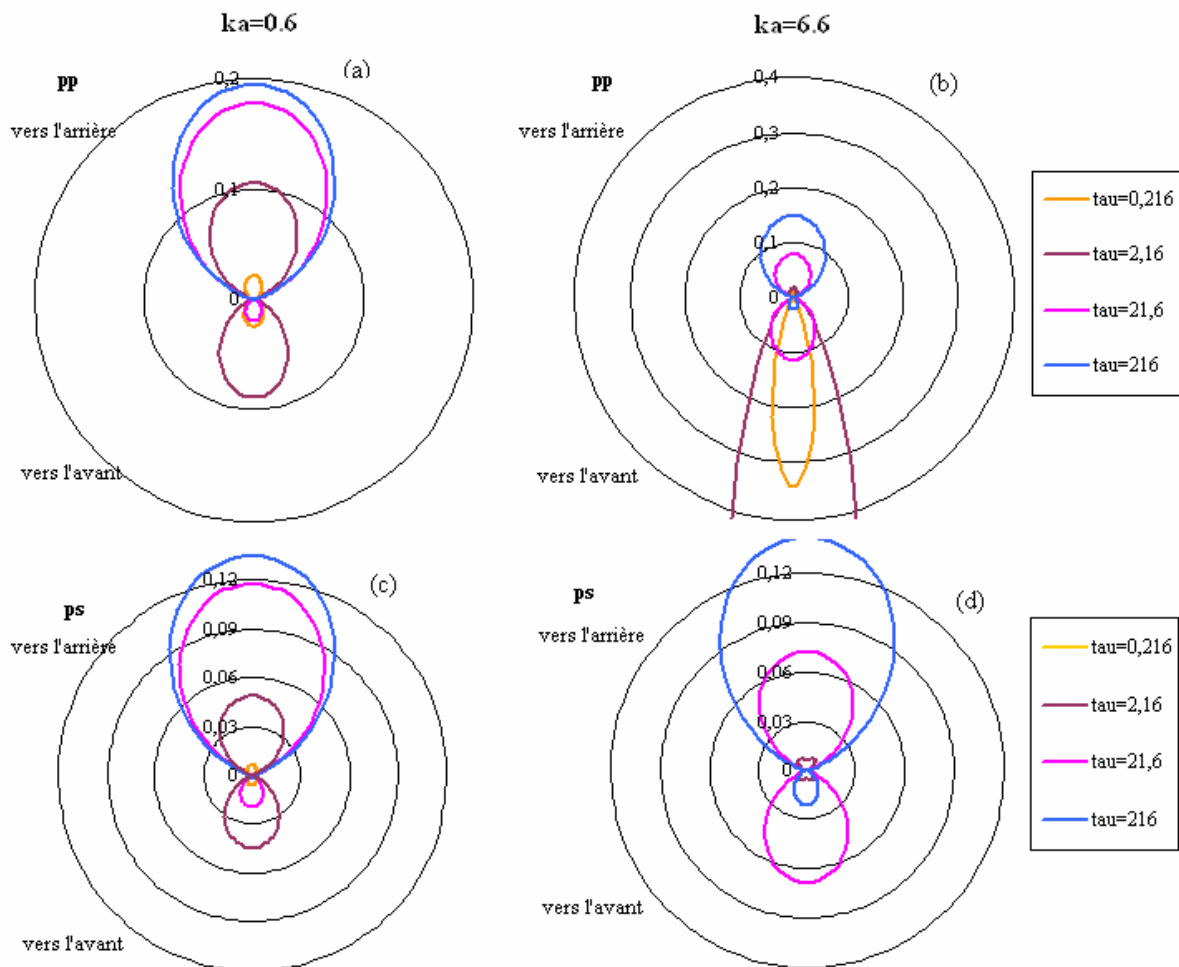 ka=0.6
ka=6.6
pp
(a)
vers l'arrière
0,2
0,1
0
vers l'avant
pp
(b)
vers l'arrière
0,4
0,3
0,2
0,1
0
vers l'avant
tau=0,216
tau=2,16
tau=21,6
tau=216
ps
(c)
vers l'arrière
0,12
0,09
0,06
0,03
0
vers l'avant
ps
(d)
vers l'arrière
0,12
0,09
0,06
0,03
0
vers l'avant
tau=0,216
tau=2,16
tau=21,6
tau=216